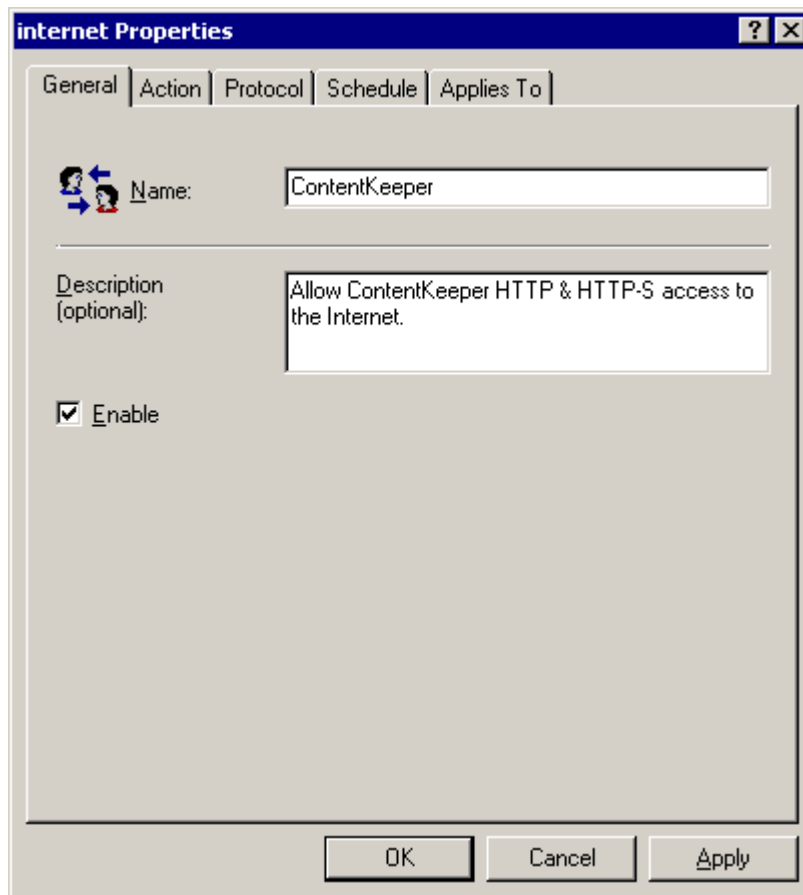 internet Properties
General Action Protocol Schedule Applies To
Name: ContentKeeper
Description
(optional):
Allow ContentKeeper HTTP & HTTP-S access to
the Internet.
Enable
OK Cancel Apply